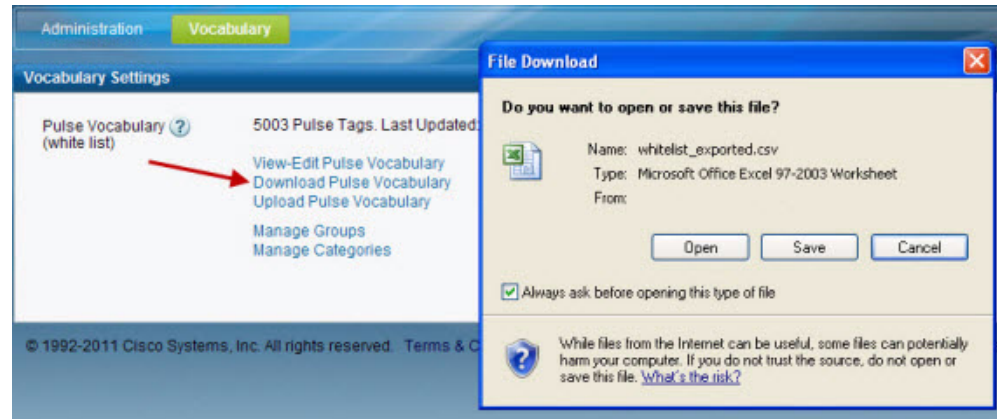 Administration
Vocabulary
Vocabulary Settings
Pulse Vocabulary ?
(white list)
5003 Pulse Tags. Last Updated:
View-Edit Pulse Vocabulary
Download Pulse Vocabulary
Upload Pulse Vocabulary
Manage Groups
Manage Categories
© 1992-2011 Cisco Systems, Inc. All rights reserved. Terms & C
File Download
Do you want to open or save this file?
Name: whitelist_exported.csv
Type: Microsoft Office Excel 97-2003 Worksheet
From:
Open
Save
Cancel
Always ask before opening this type of file
While files from the Internet can be useful, some files can potentially
harm your computer. If you do not trust the source, do not open or
save this file. What's the risk?